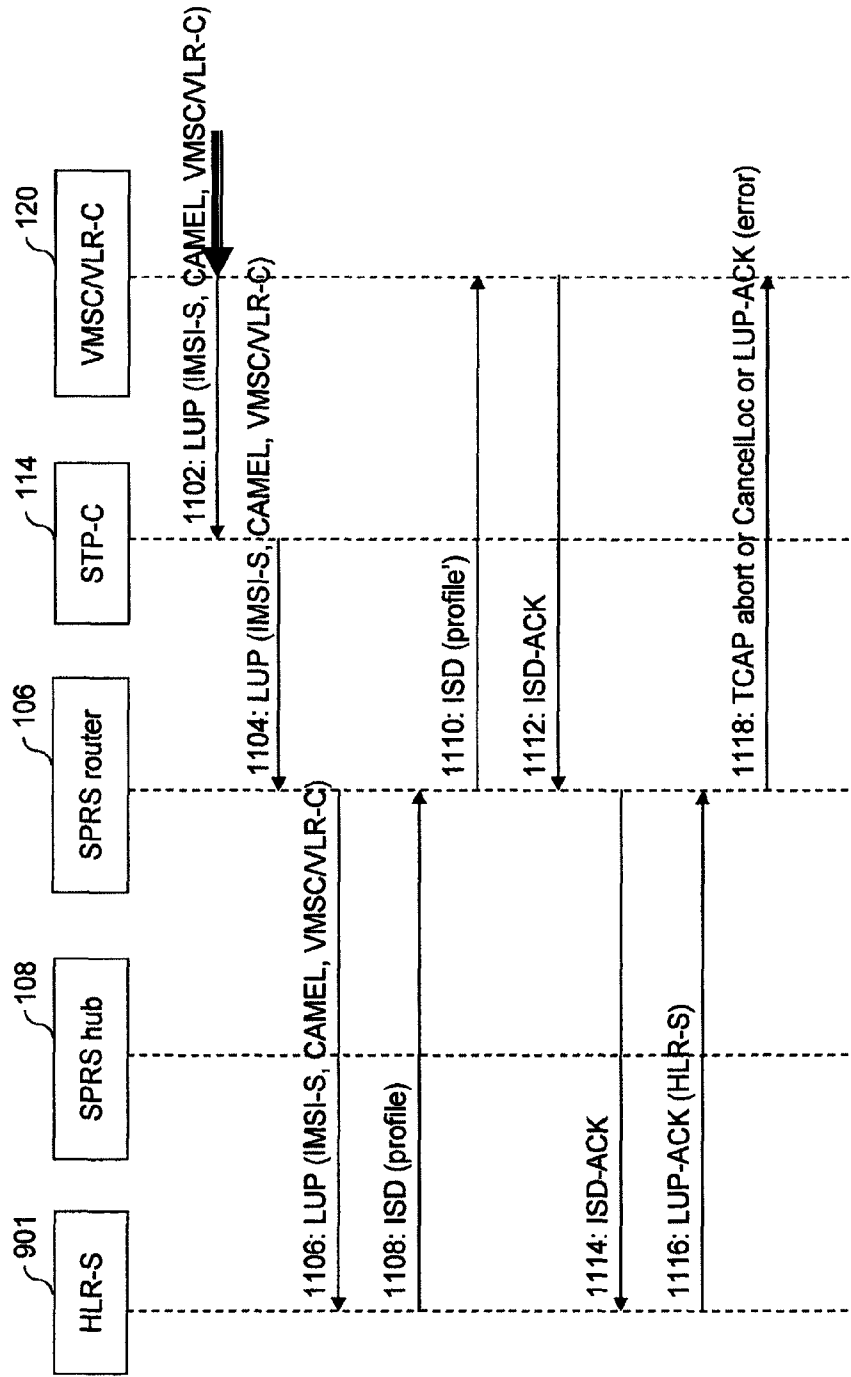 901
108
106
114
120
HLR-S
SPRS hub
SPRS router
STP-C
VMSC/VLR-C
1102: LUP (IMSI-S, CAMEL, VMSC/VLR-C)
1104: LUP (IMSI-S, CAMEL, VMSC/VLR-C)
1106: LUP (IMSI-S, CAMEL, VMSC/VLR-C)
1108: ISD (profile)
1110: ISD (profile')
1112: ISD-ACK
1114: ISD-ACK
1116: LUP-ACK (HLR-S)
1118: TCAP abort or CancelLoc or LUP-ACK (error)